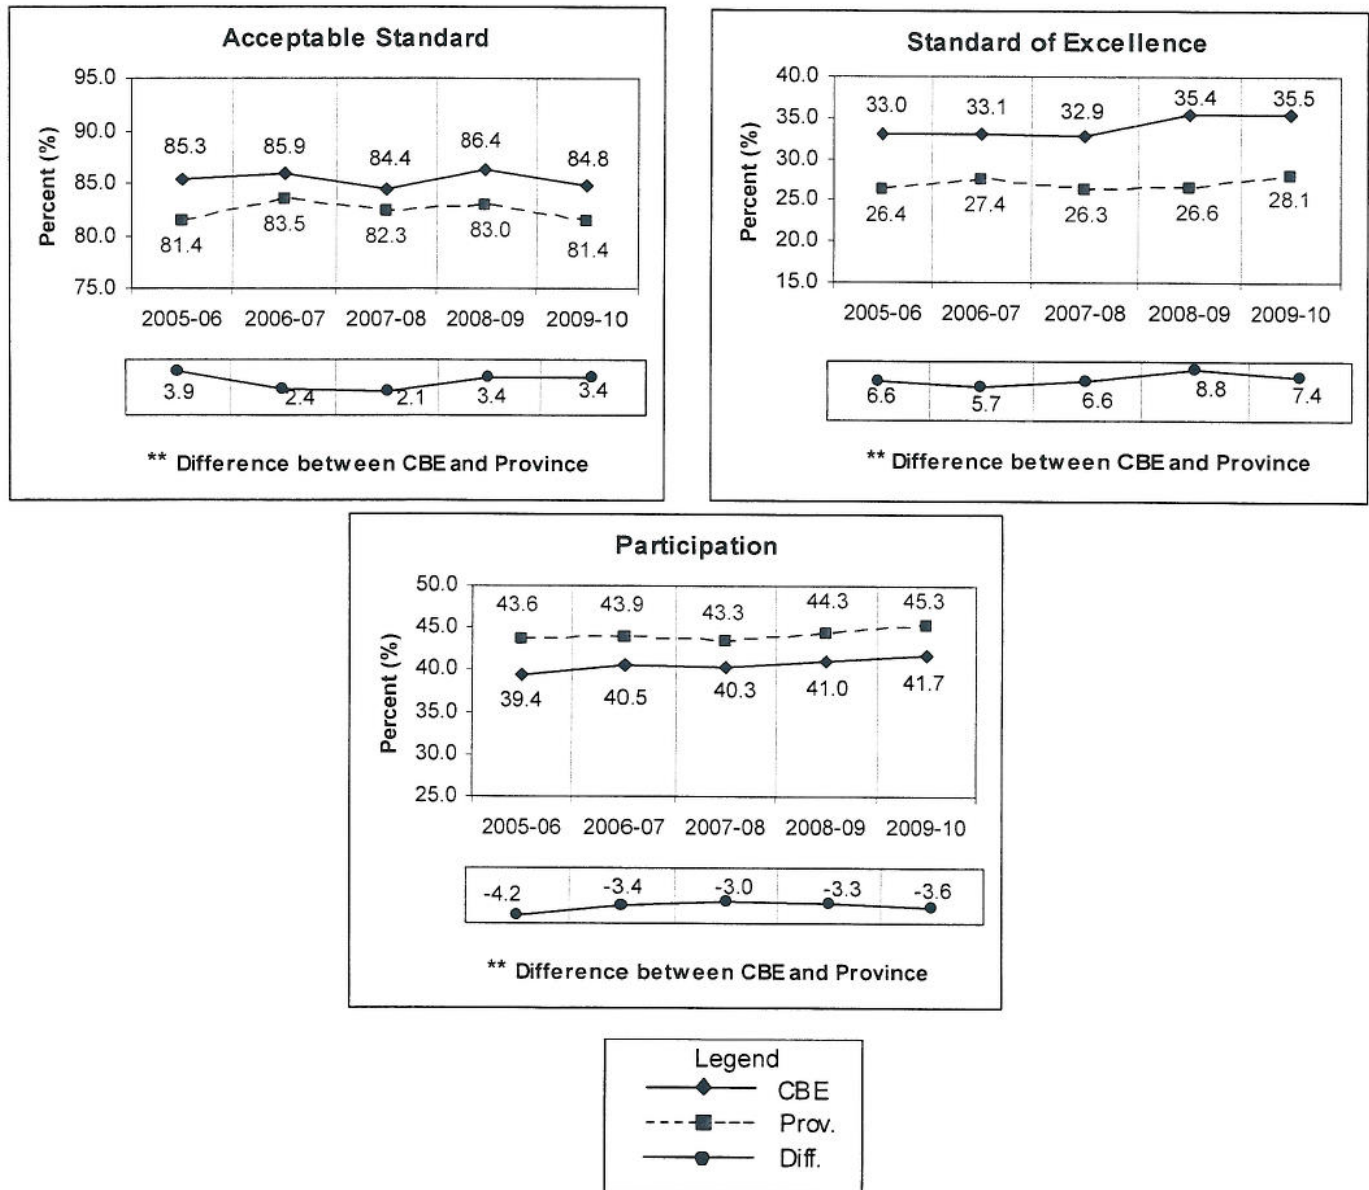 Acceptable Standard
95.0
90.0
85.0
80.0
75.0
Percent (%)
85.3 85.9 84.4 86.4 84.8
81.4 83.5 82.3 83.0 81.4
2005-06 2006-07 2007-08 2008-09 2009-10
3.9 2.4 2.1 3.4 3.4
** Difference between CBE and Province
Standard of Excellence
40.0
35.0
30.0
25.0
20.0
15.0
Percent (%)
33.0 33.1 32.9 35.4 35.5
26.4 27.4 26.3 26.6 28.1
2005-06 2006-07 2007-08 2008-09 2009-10
6.6 5.7 6.6 8.8 7.4
** Difference between CBE and Province
Participation
50.0
45.0
40.0
35.0
30.0
25.0
Percent (%)
43.6 43.9 43.3 44.3 45.3
39.4 40.5 40.3 41.0 41.7
2005-06 2006-07 2007-08 2008-09 2009-10
-4.2 -3.4 -3.0 -3.3 -3.6
** Difference between CBE and Province
Legend
CBE
Prov.
Diff.